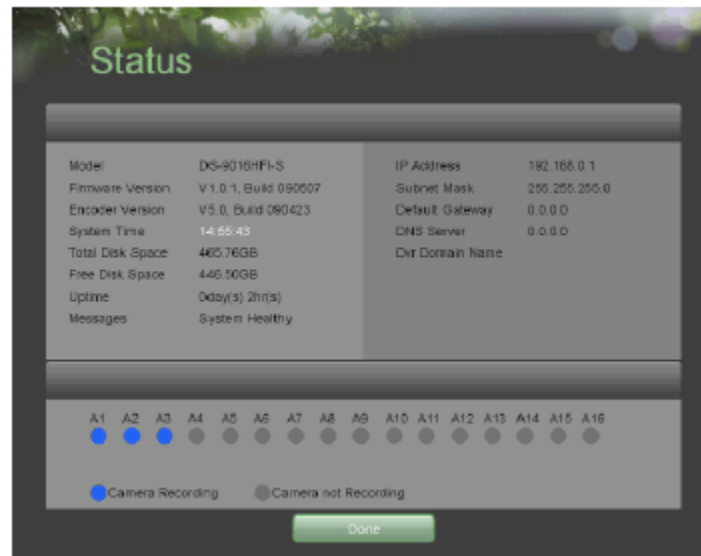 Status
Model DS-9016HFI-S
Firmware Version V1.0.1, Build 090507
Encoder Version V5.0, Build 090423
System Time 14:55:43
Total Disk Space 465.76GB
Free Disk Space 446.50GB
Uptime 0day(s) 2hr(s)
Messages System Healthy
IP Address 192.168.0.1
Subnet Mask 255.255.255.0
Default Gateway 0.0.0.0
DNS Server 0.0.0.0
Dvr Domain Name
A1 A2 A3 A4 A5 A6 A7 A8 A9 A10 A11 A12 A13 A14 A15 A16
Camera Recording Camera not Recording
Done